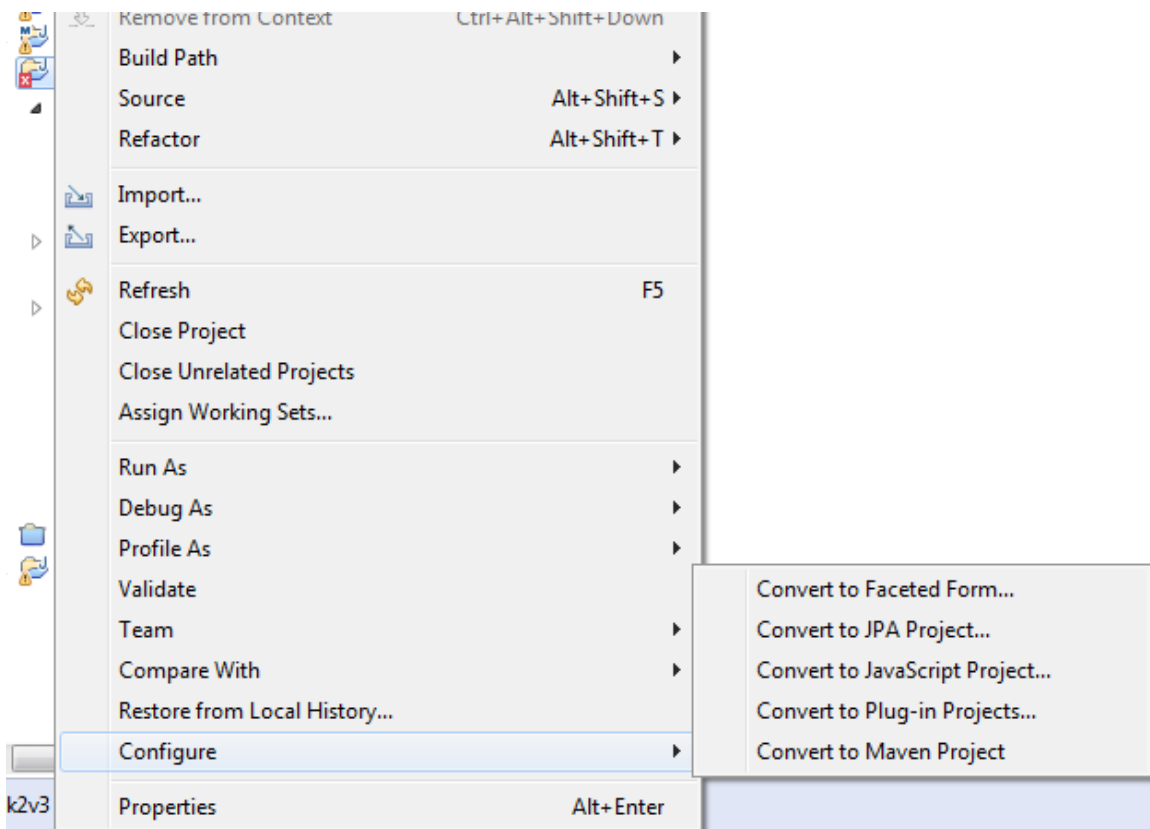 Remove from Context Ctrl+Alt+Shift+Down
Build Path
Source Alt+Shift+S
Refactor Alt+Shift+T
Import...
Export...
Refresh F5
Close Project
Close Unrelated Projects
Assign Working Sets...
Run As
Debug As
Profile As
Validate
Team
Compare With
Restore from Local History...
Configure
Properties Alt+Enter
Convert to Faceted Form...
Convert to JPA Project...
Convert to JavaScript Project...
Convert to Plug-in Projects...
Convert to Maven Project
k2v3